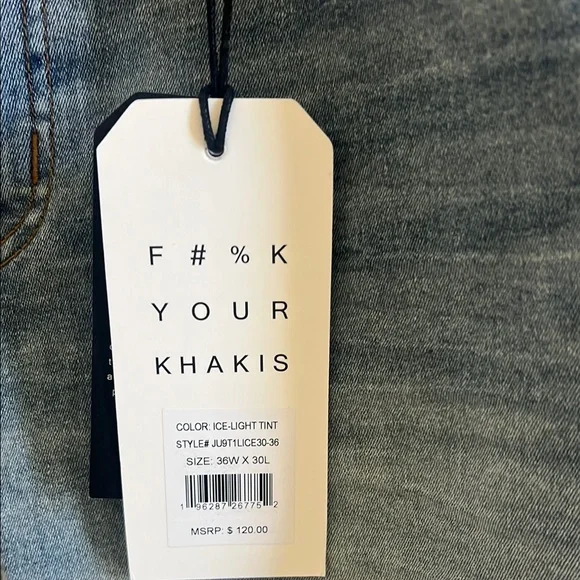 F#%K
YOUR
KHAKIS
COLOR: ICE-LIGHT TINT
STYLE# JU9T1LICE30-36
SIZE: 36W X 30L
1 96287 26775 2
MSRP: $ 120.00